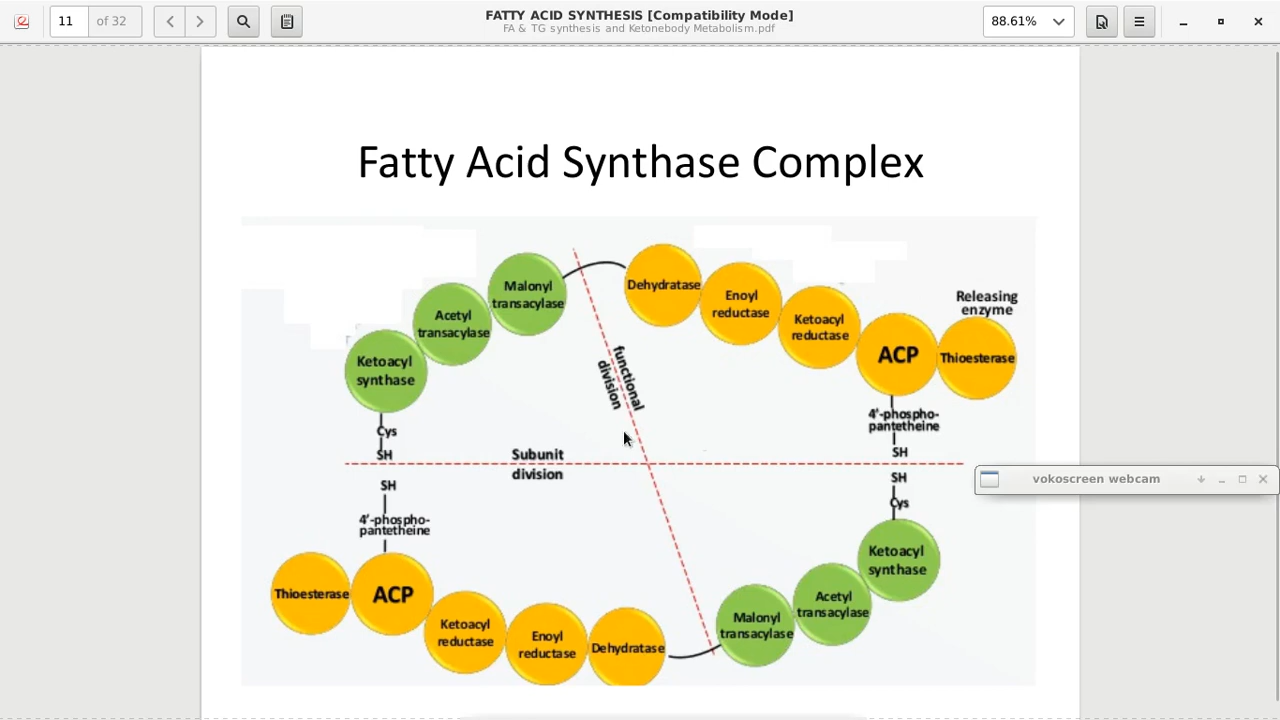 11 of 32
FATTY ACID SYNTHESIS [Compatibility Mode]
FA & TG synthesis and Ketonebody Metabolism.pdf
88.61%
Fatty Acid Synthase Complex
Malonyl
transacylase
Acetyl
transacylase
Ketoacyl
synthase
Cys
SH
Dehydratase
Enoyl
reductase
Ketoacyl
reductase
ACP
Releasing
enzyme
Thioesterase
4'-phospho-
pantetheine
SH
functional
division
Subunit
division
SH
4'-phospho-
pantetheine
Thioesterase
ACP
Ketoacyl
reductase
Enoyl
reductase
Dehydratase
SH
Cys
Ketoacyl
synthase
Acetyl
transacylase
Malonyl
transacylase
vokoscreen webcam